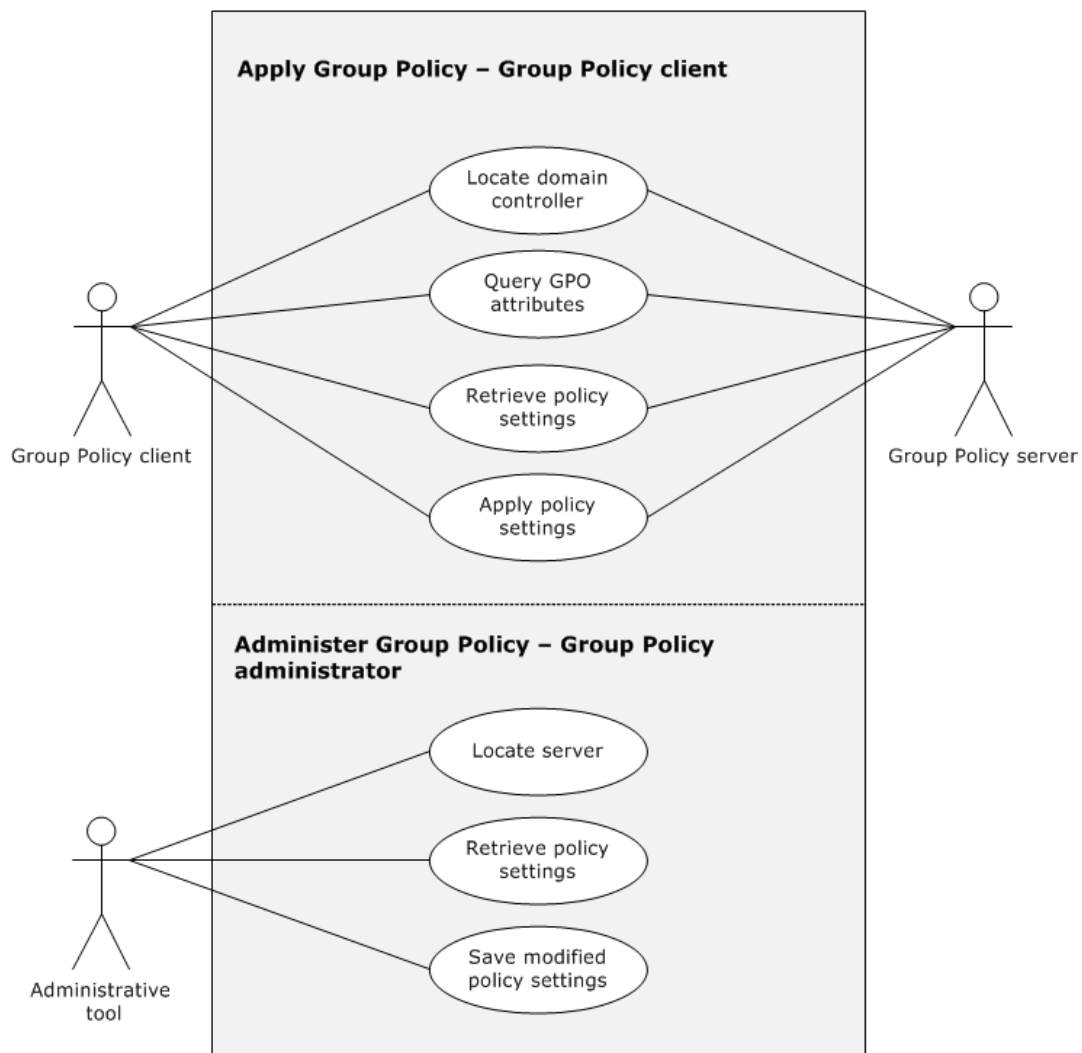 Apply Group Policy – Group Policy client
Locate domain
controller
Query GPO
attributes
Retrieve policy
settings
Group Policy client
Group Policy server
Apply policy
settings
Administer Group Policy – Group Policy
administrator
Locate server
Retrieve policy
settings
Save modified
policy settings
Administrative
tool